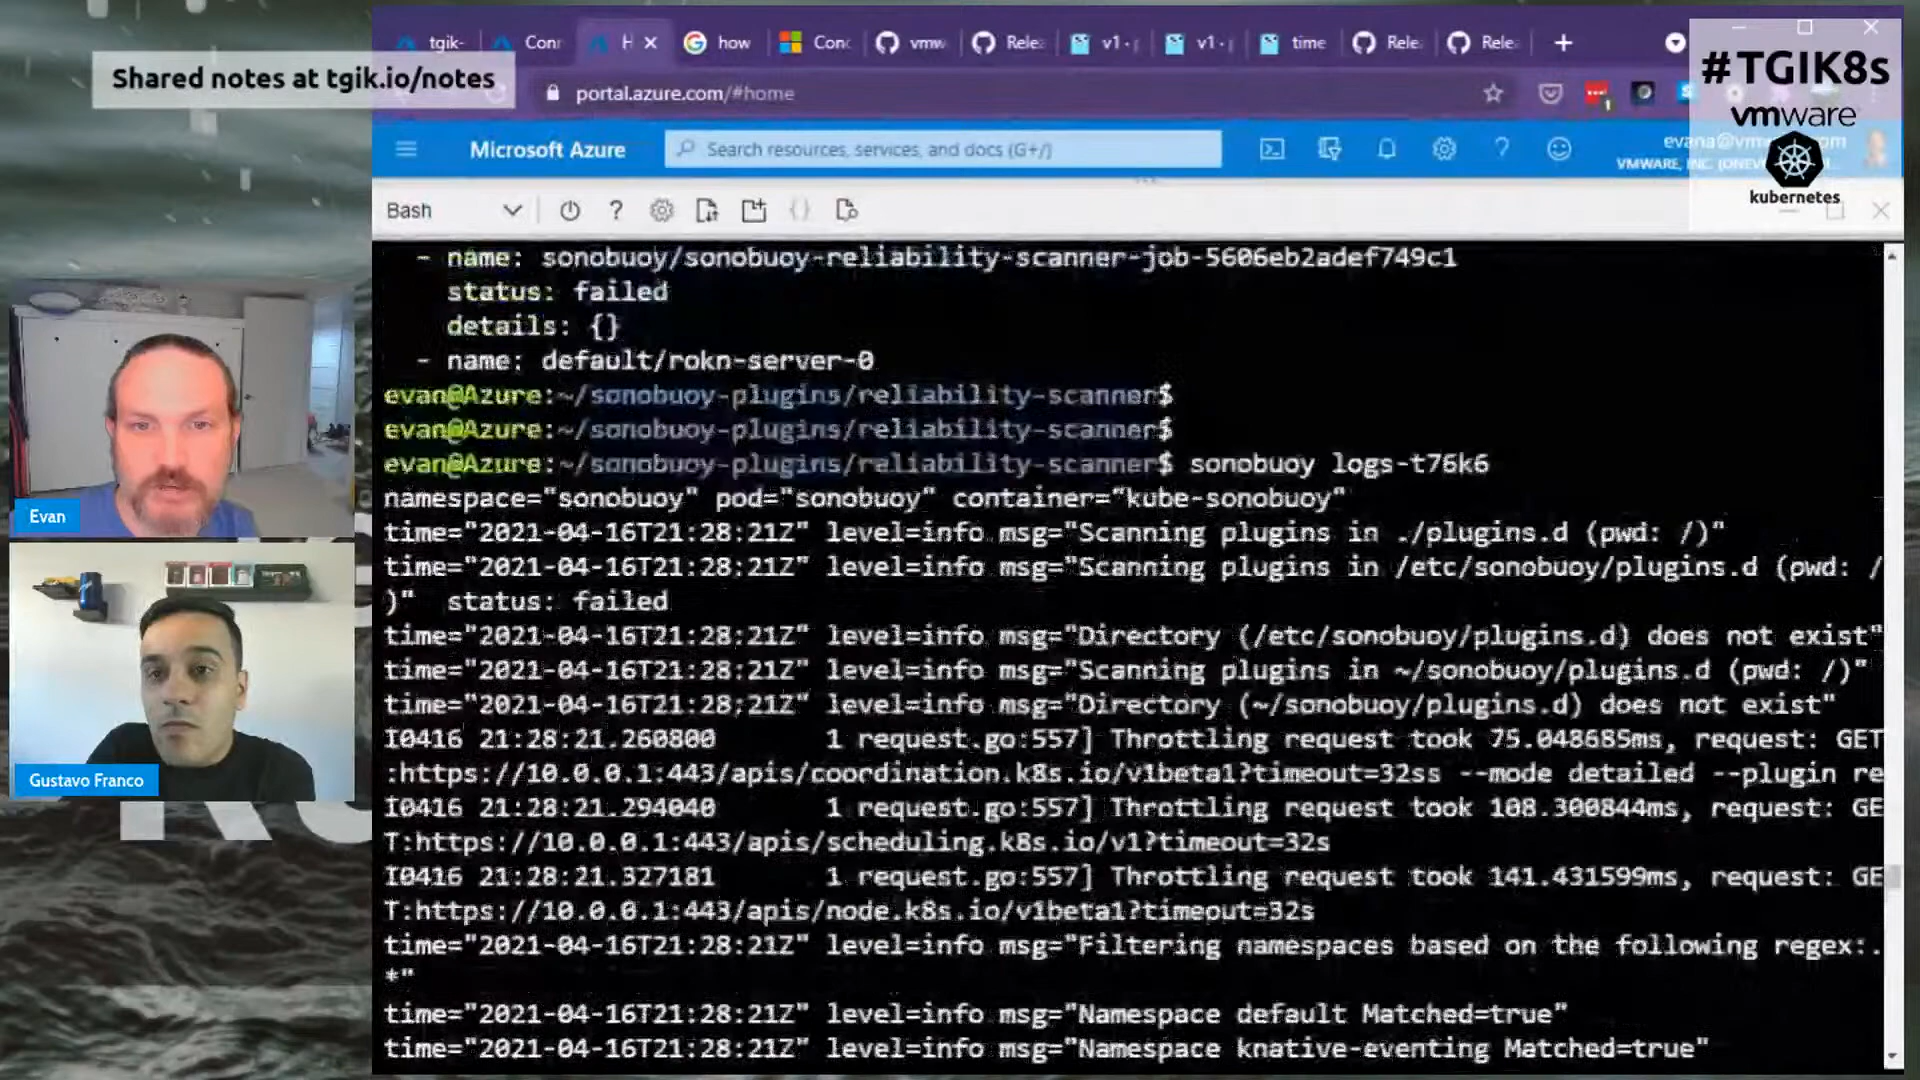 tgik-
Conn
H
how
Conc
vmw
Rele
v1 ·
v1 ·
time
Rele
Rele
Shared notes at tgik.io/notes
portal.azure.com/#home
#TGIK8s
vmware
kubernetes
Microsoft Azure
Search resources, services, and docs (G+/)
VMWARE, INC.
Bash
- name: sonobuoy/sonobuoy-reliability-scanner-job-5606eb2adef749c1
status: failed
details: {}
- name: default/rokn-server-0
evan@Azure:~/sonobuoy-plugins/reliability-scanner$
evan@Azure:~/sonobuoy-plugins/reliability-scanner$
evan@Azure:~/sonobuoy-plugins/reliability-scanner$ sonobuoy logs-t76k6
namespace="sonobuoy" pod="sonobuoy" container="kube-sonobuoy"
time="2021-04-16T21:28:21Z" level=info msg="Scanning plugins in ./plugins.d (pwd: /)"
time="2021-04-16T21:28:21Z" level=info msg="Scanning plugins in /etc/sonobuoy/plugins.d (pwd: /
)" status: failed
time="2021-04-16T21:28:21Z" level=info msg="Directory (/etc/sonobuoy/plugins.d) does not exist"
time="2021-04-16T21:28:21Z" level=info msg="Scanning plugins in ~/sonobuoy/plugins.d (pwd: /)"
time="2021-04-16T21:28:21Z" level=info msg="Directory (~/sonobuoy/plugins.d) does not exist"
I0416 21:28:21.260800 1 request.go:557] Throttling request took 75.048685ms, request: GET
:https://10.0.0.1:443/apis/coordination.k8s.io/v1beta1?timeout=32ss --mode detailed --plugin re
I0416 21:28:21.294040 1 request.go:557] Throttling request took 108.300844ms, request: GE
T:https://10.0.0.1:443/apis/scheduling.k8s.io/v1?timeout=32s
I0416 21:28:21.327181 1 request.go:557] Throttling request took 141.431599ms, request: GE
T:https://10.0.0.1:443/apis/node.k8s.io/v1beta1?timeout=32s
time="2021-04-16T21:28:21Z" level=info msg="Filtering namespaces based on the following regex:.
*"
time="2021-04-16T21:28:21Z" level=info msg="Namespace default Matched=true"
time="2021-04-16T21:28:21Z" level=info msg="Namespace knative-eventing Matched=true"
Evan
Gustavo Franco